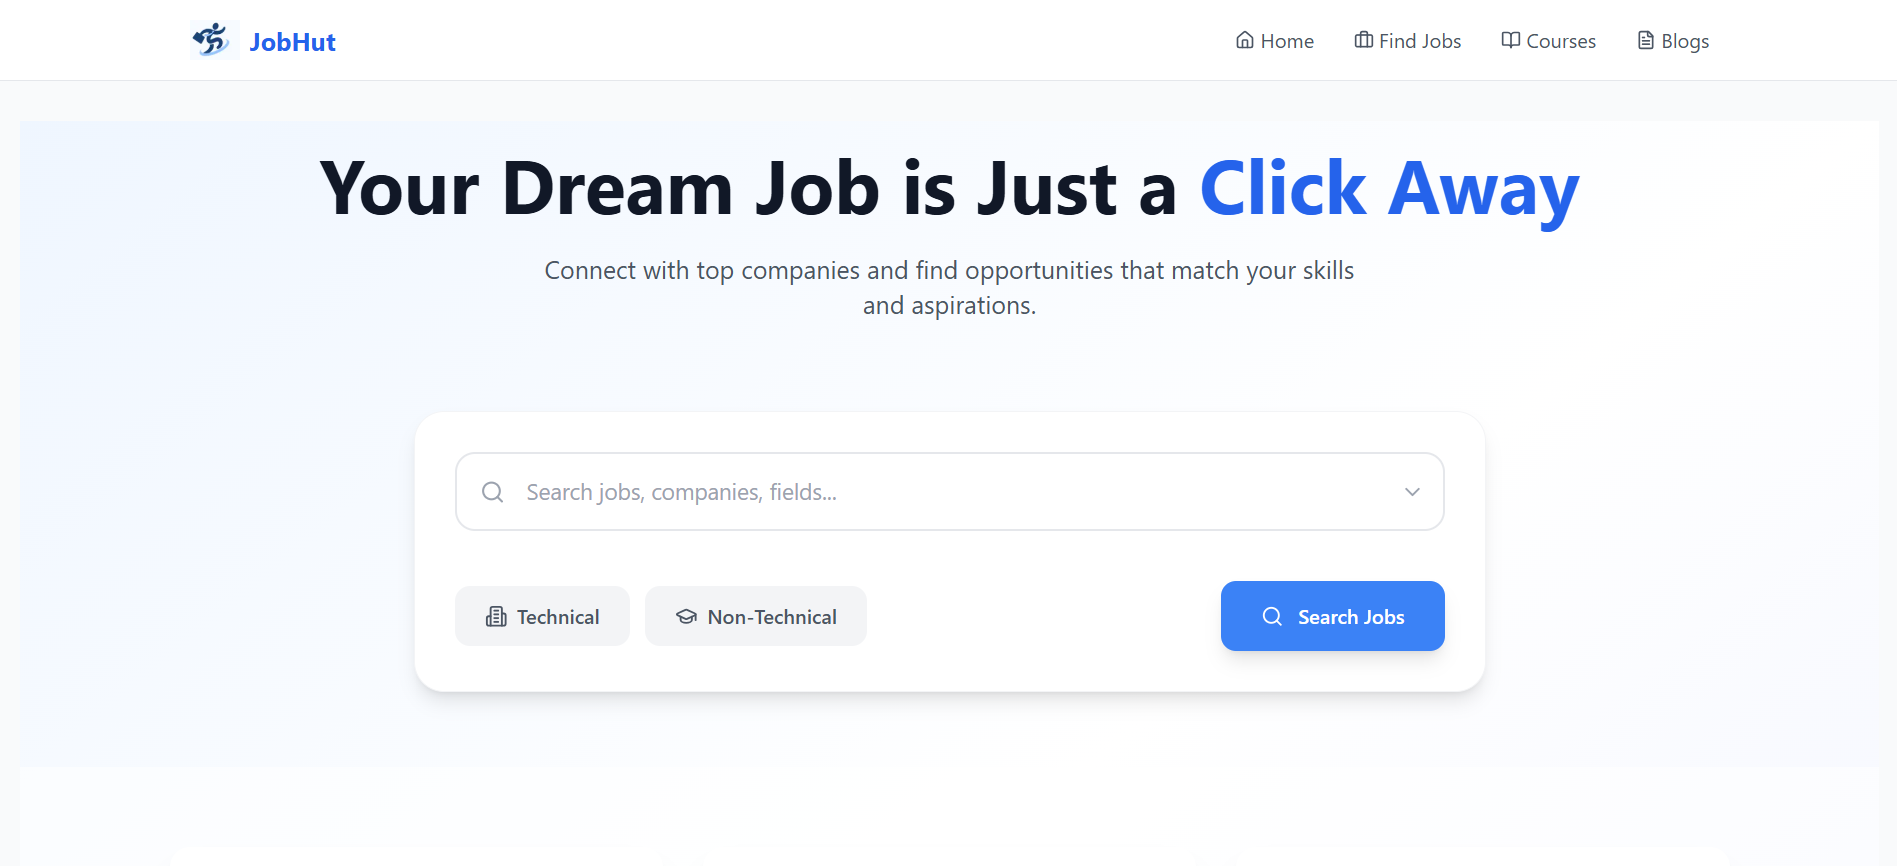 JobHut
Home
Find Jobs
Courses
Blogs
Your Dream Job is Just a Click Away
Connect with top companies and find opportunities that match your skills
and aspirations.
Search jobs, companies, fields...
Technical
Non-Technical
Search Jobs